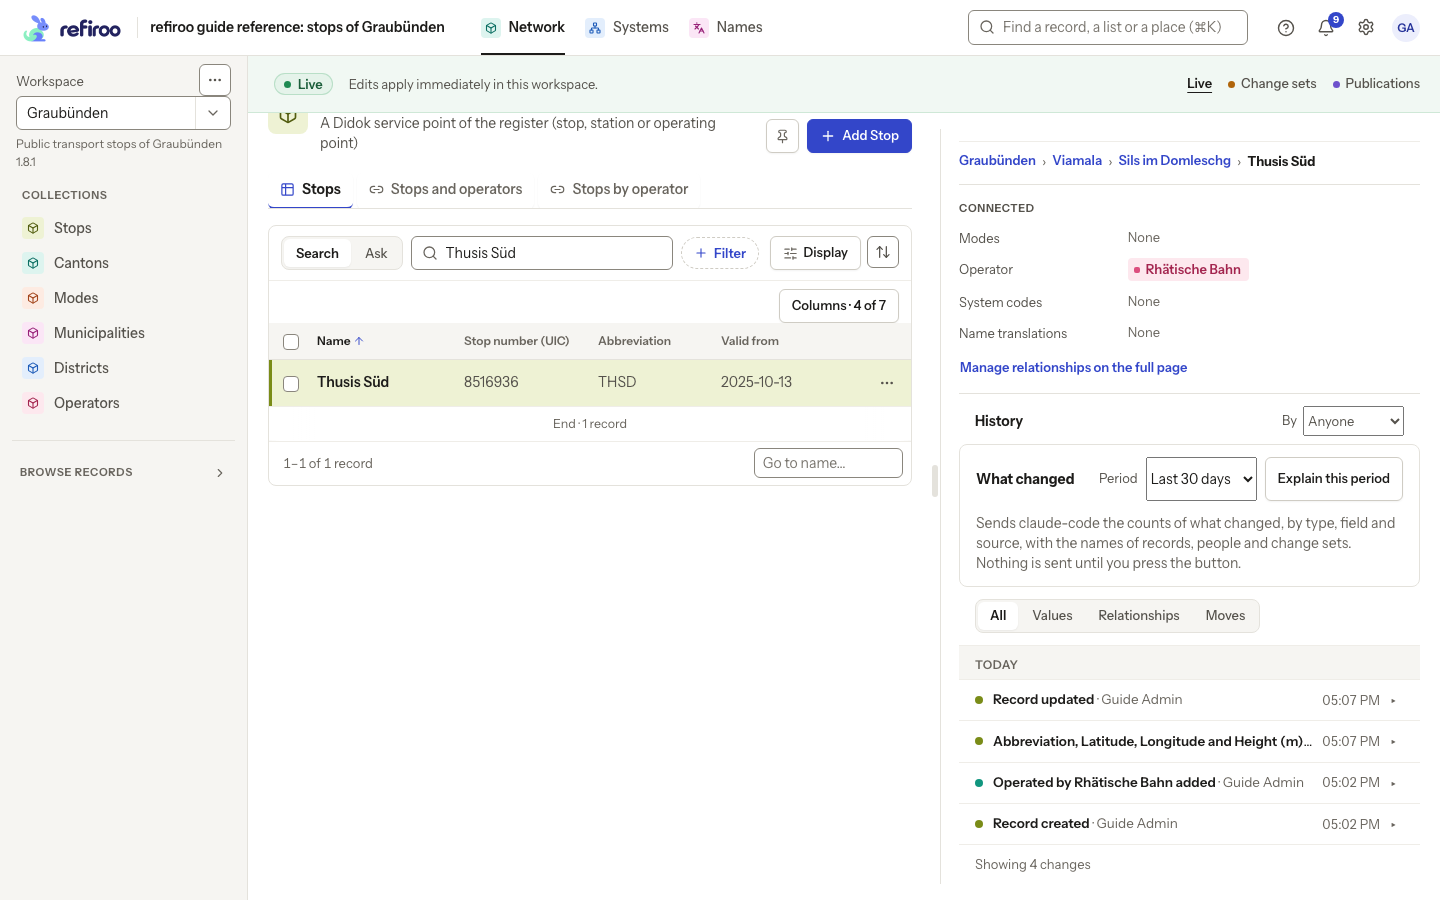 refiroo
refiroo guide reference: stops of Graubünden
Network
Systems
Names
Find a record, a list or a place (⌘K)
9
GA
Workspace
Graubünden
Public transport stops of Graubünden
1.8.1
COLLECTIONS
Stops
Cantons
Modes
Municipalities
Districts
Operators
BROWSE RECORDS
Live
Edits apply immediately in this workspace.
Live
Change sets
Publications
A Didok service point of the register (stop, station or operating
point)
Add Stop
Stops
Stops and operators
Stops by operator
Search
Ask
Thusis Süd
Filter
Display
Columns · 4 of 7
Name
Stop number (UIC)
Abbreviation
Valid from
Thusis Süd
8516936
THSD
2025-10-13
End · 1 record
1–1 of 1 record
Go to name...
Graubünden › Viamala › Sils im Domleschg › Thusis Süd
CONNECTED
Modes
None
Operator
Rhätische Bahn
System codes
None
Name translations
None
Manage relationships on the full page
History
By
Anyone
What changed
Period
Last 30 days
Explain this period
Sends claude-code the counts of what changed, by type, field and
source, with the names of records, people and change sets.
Nothing is sent until you press the button.
All
Values
Relationships
Moves
TODAY
Record updated · Guide Admin
05:07 PM
Abbreviation, Latitude, Longitude and Height (m)...
05:07 PM
Operated by Rhätische Bahn added · Guide Admin
05:02 PM
Record created · Guide Admin
05:02 PM
Showing 4 changes